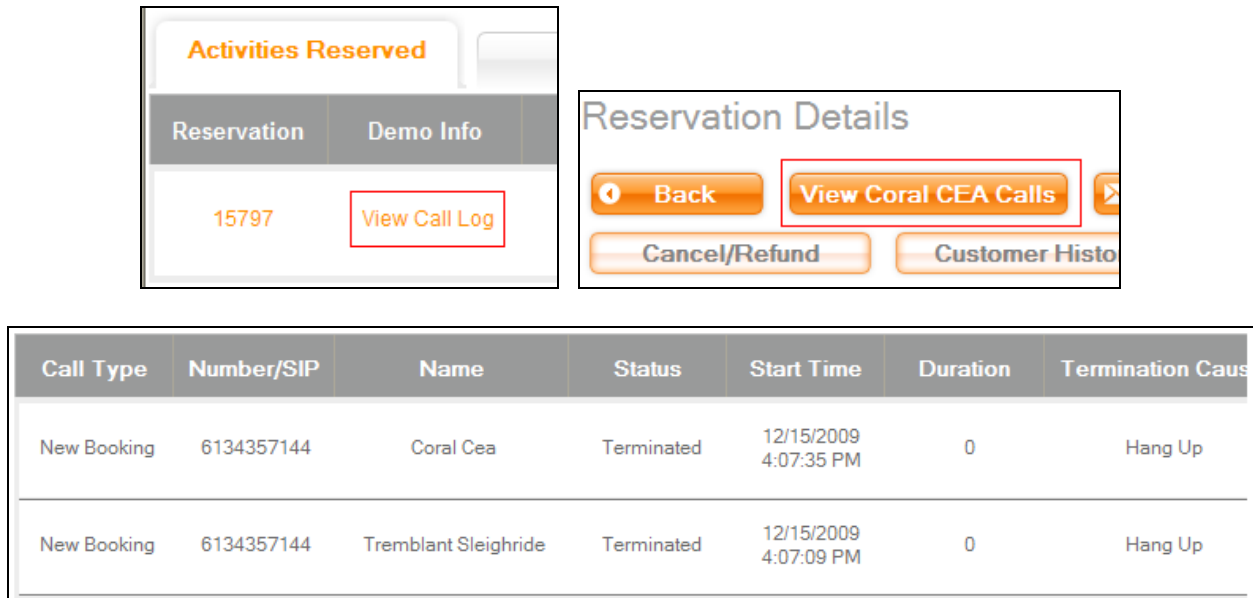 Activities Reserved
Reservation Demo Info
15797 View Call Log
Reservation Details
Back View Coral CEA Calls
Cancel/Refund Customer Histo
Call Type Number/SIP Name Status Start Time Duration Termination Caus
New Booking 6134357144 Coral Cea Terminated 12/15/2009 0 Hang Up
4:07:35 PM
New Booking 6134357144 Tremblant Sleighride Terminated 12/15/2009 0 Hang Up
4:07:09 PM